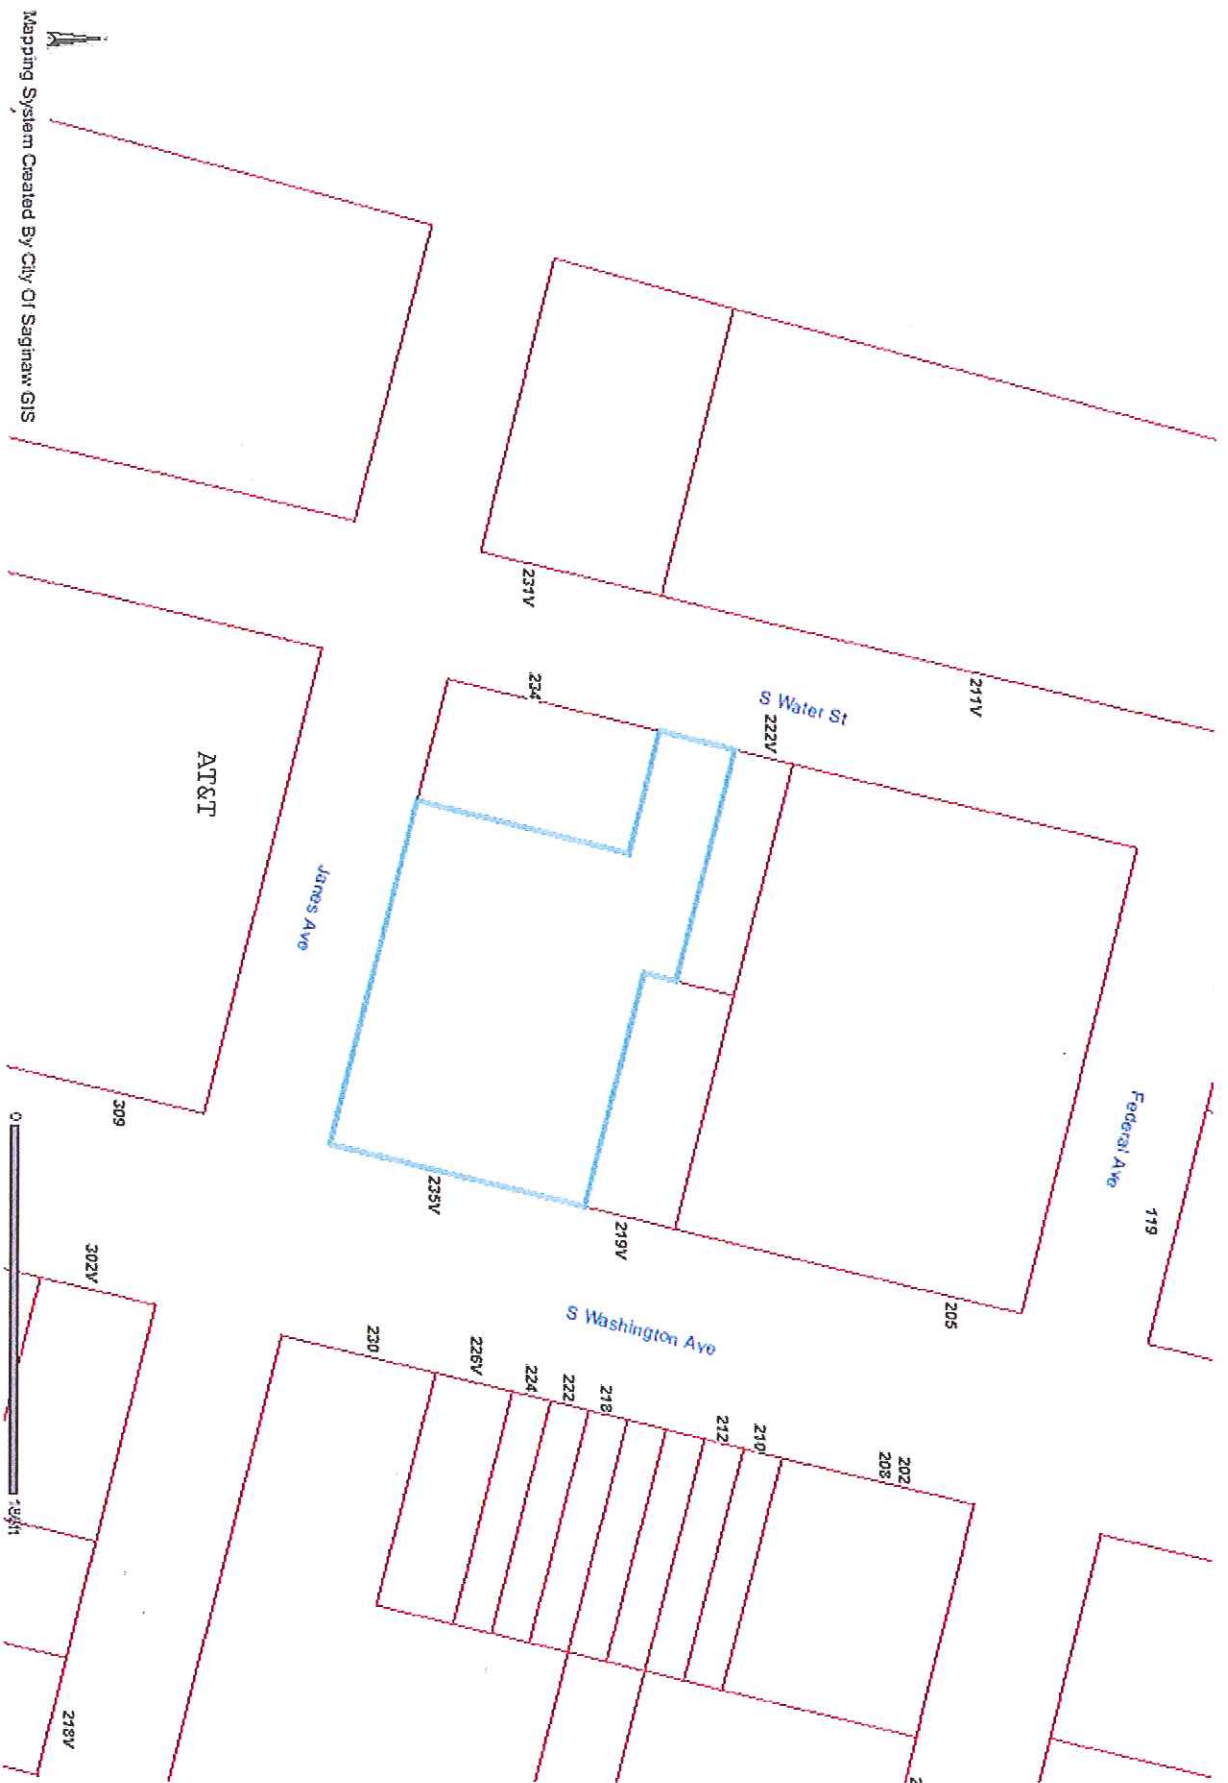 Federal Ave
119
211V
205
202
208
S Water St
222V
210
212
219V
218
S Washington Ave
222
224
226V
231V
234
235V
230
Janes Ave
AT&T
309
302V
218V
0
Mapping System Created By City Of Saginaw GIS